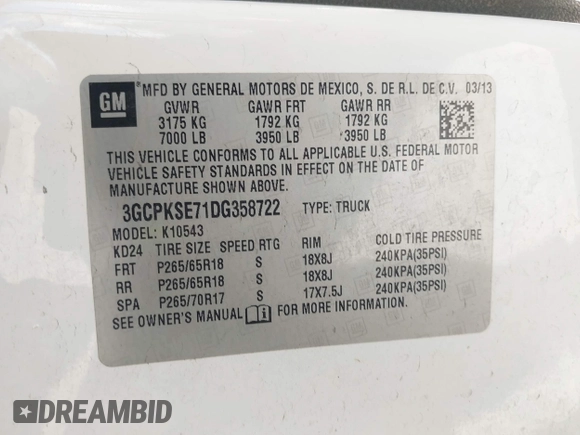 GM
*MFD BY GENERAL MOTORS DE MEXICO, S. DE R.L. DE C.V. 03/13
GVWR GAWR FRT GAWR RR
3175 KG 1792 KG 1792 KG
7000 LB 3950 LB 3950 LB
THIS VEHICLE CONFORMS TO ALL APPLICABLE U.S. FEDERAL MOTOR
VEHICLE SAFETY STANDARDS IN EFFECT ON THE DATE OF
MANUFACTURE SHOWN ABOVE.
3GCPKSE71DG358722 TYPE: TRUCK
MODEL: K10543
KD24 TIRE SIZE SPEED RTG RIM COLD TIRE PRESSURE
FRT P265/65R18 S 18X8J 240KPA(35PSI)
RR P265/65R18 S 18X8J 240KPA(35PSI)
SPA P265/70R17 S 17X7.5J 240KPA(35PSI)
SEE OWNER'S MANUAL FOR MORE INFORMATION.
DREAMBID